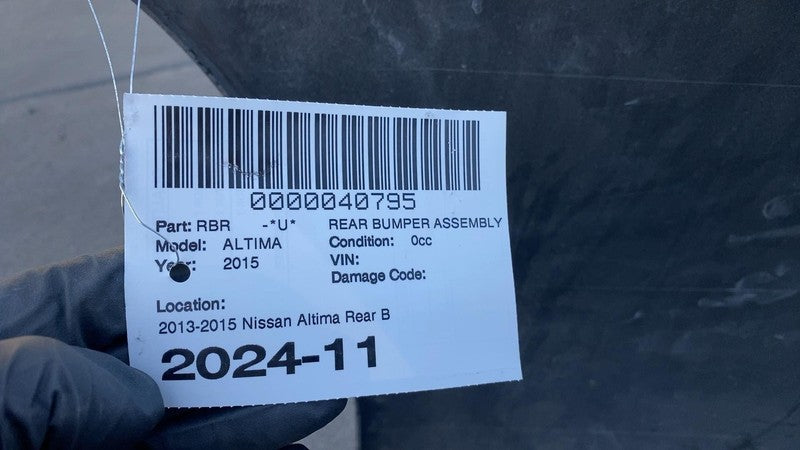 0000040795
Part: RBR -*U* REAR BUMPER ASSEMBLY
Model: ALTIMA Condition: 0cc
Year: 2015 VIN:
Damage Code:
Location:
2013-2015 Nissan Altima Rear B
2024-11